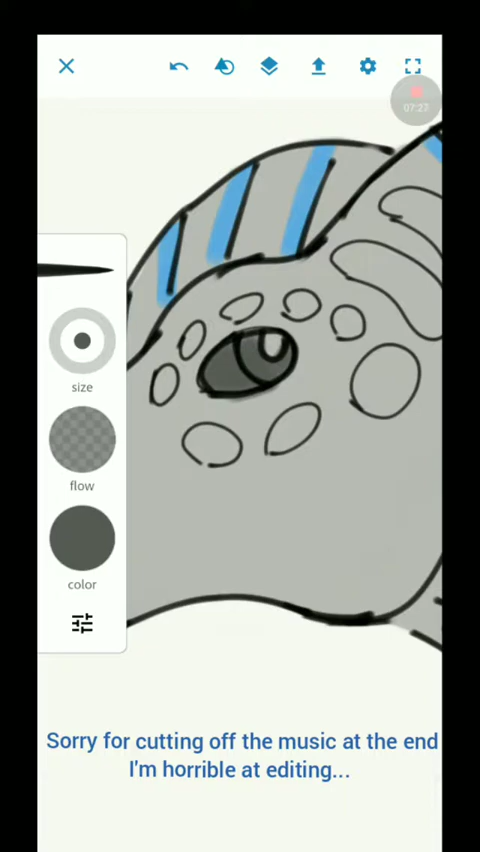 07:27
size
flow
color
Sorry for cutting off the music at the end
I'm horrible at editing...